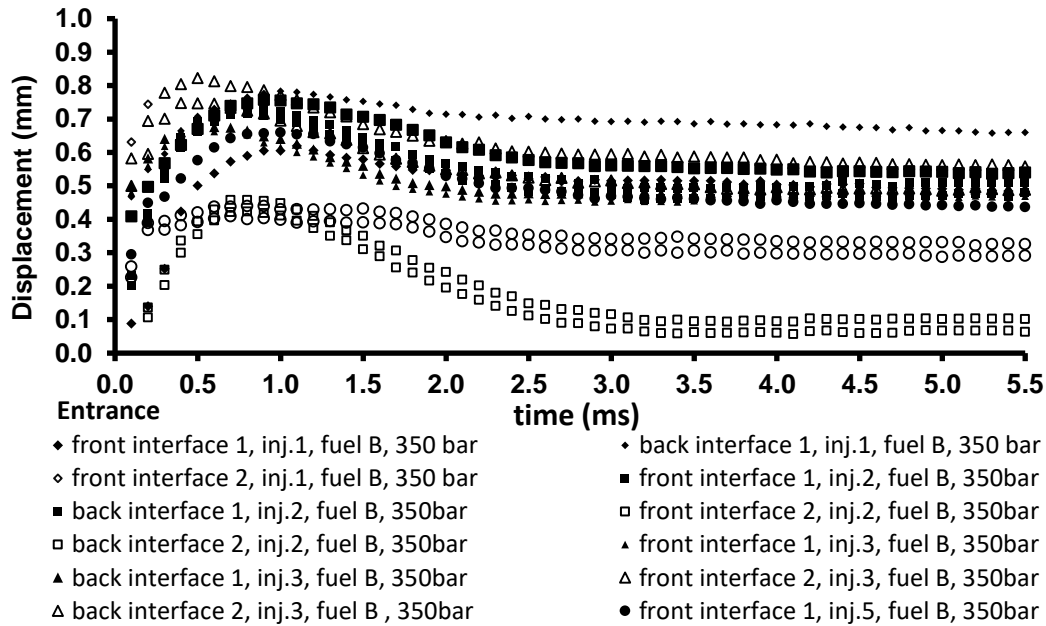 1.0
0.9
0.8
0.7
0.6
0.5
0.4
0.3
0.2
0.1
0.0
Displacement (mm)
0.0 0.5 1.0 1.5 2.0 2.5 3.0 3.5 4.0 4.5 5.0 5.5
Entrance
time (ms)
front interface 1, inj.1, fuel B, 350 bar
back interface 1, inj.1, fuel B, 350 bar
front interface 2, inj.1, fuel B, 350 bar
front interface 1, inj.2, fuel B, 350bar
back interface 1, inj.2, fuel B, 350bar
front interface 2, inj.2, fuel B, 350bar
back interface 2, inj.2, fuel B, 350bar
front interface 1, inj.3, fuel B, 350bar
back interface 1, inj.3, fuel B, 350bar
front interface 2, inj.3, fuel B, 350bar
back interface 2, inj.3, fuel B , 350bar
front interface 1, inj.5, fuel B, 350bar